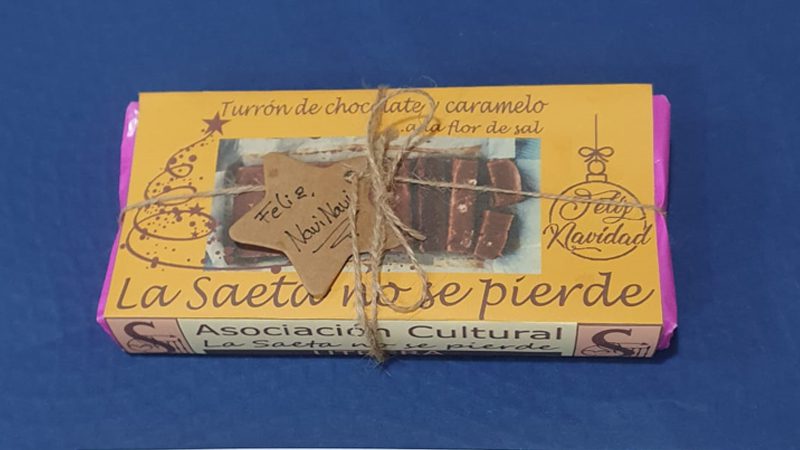 Turrón de chocolate y caramelo
a la flor de sal
Feliz
NaviNavi
Feliz
Navidad
La Saeta no se pierde
Asociación Cultural
La Saeta no se pierde
UTRERA